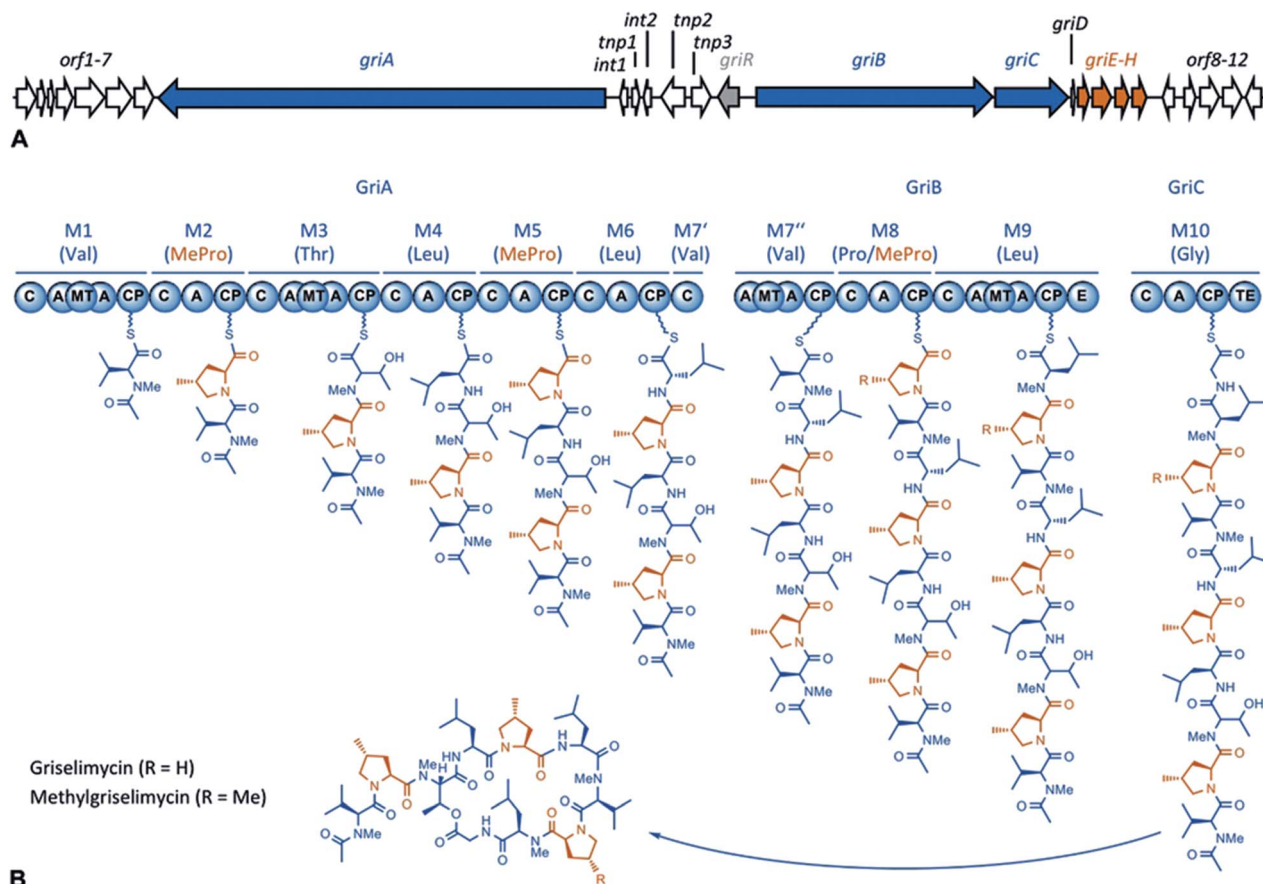 int2 tnp2 griD
orf1-7 griA tnp1 tnp3 griR griB griC griE-H orf8-12
int1
A
GriA GriB GriC
M1 M2 M3 M4 M5 M6 M7′ M7″ M8 M9 M10
(Val) (MePro) (Thr) (Leu) (MePro) (Leu) (Val) (Val) (Pro/MePro) (Leu) (Gly)
C A MT A CP C A CP C A MT A CP C A CP C A CP C A CP C A MT A CP C A CP C A MT A CP E C A CP TE
Griselimycin (R = H)
Methylgriselimycin (R = Me)
B